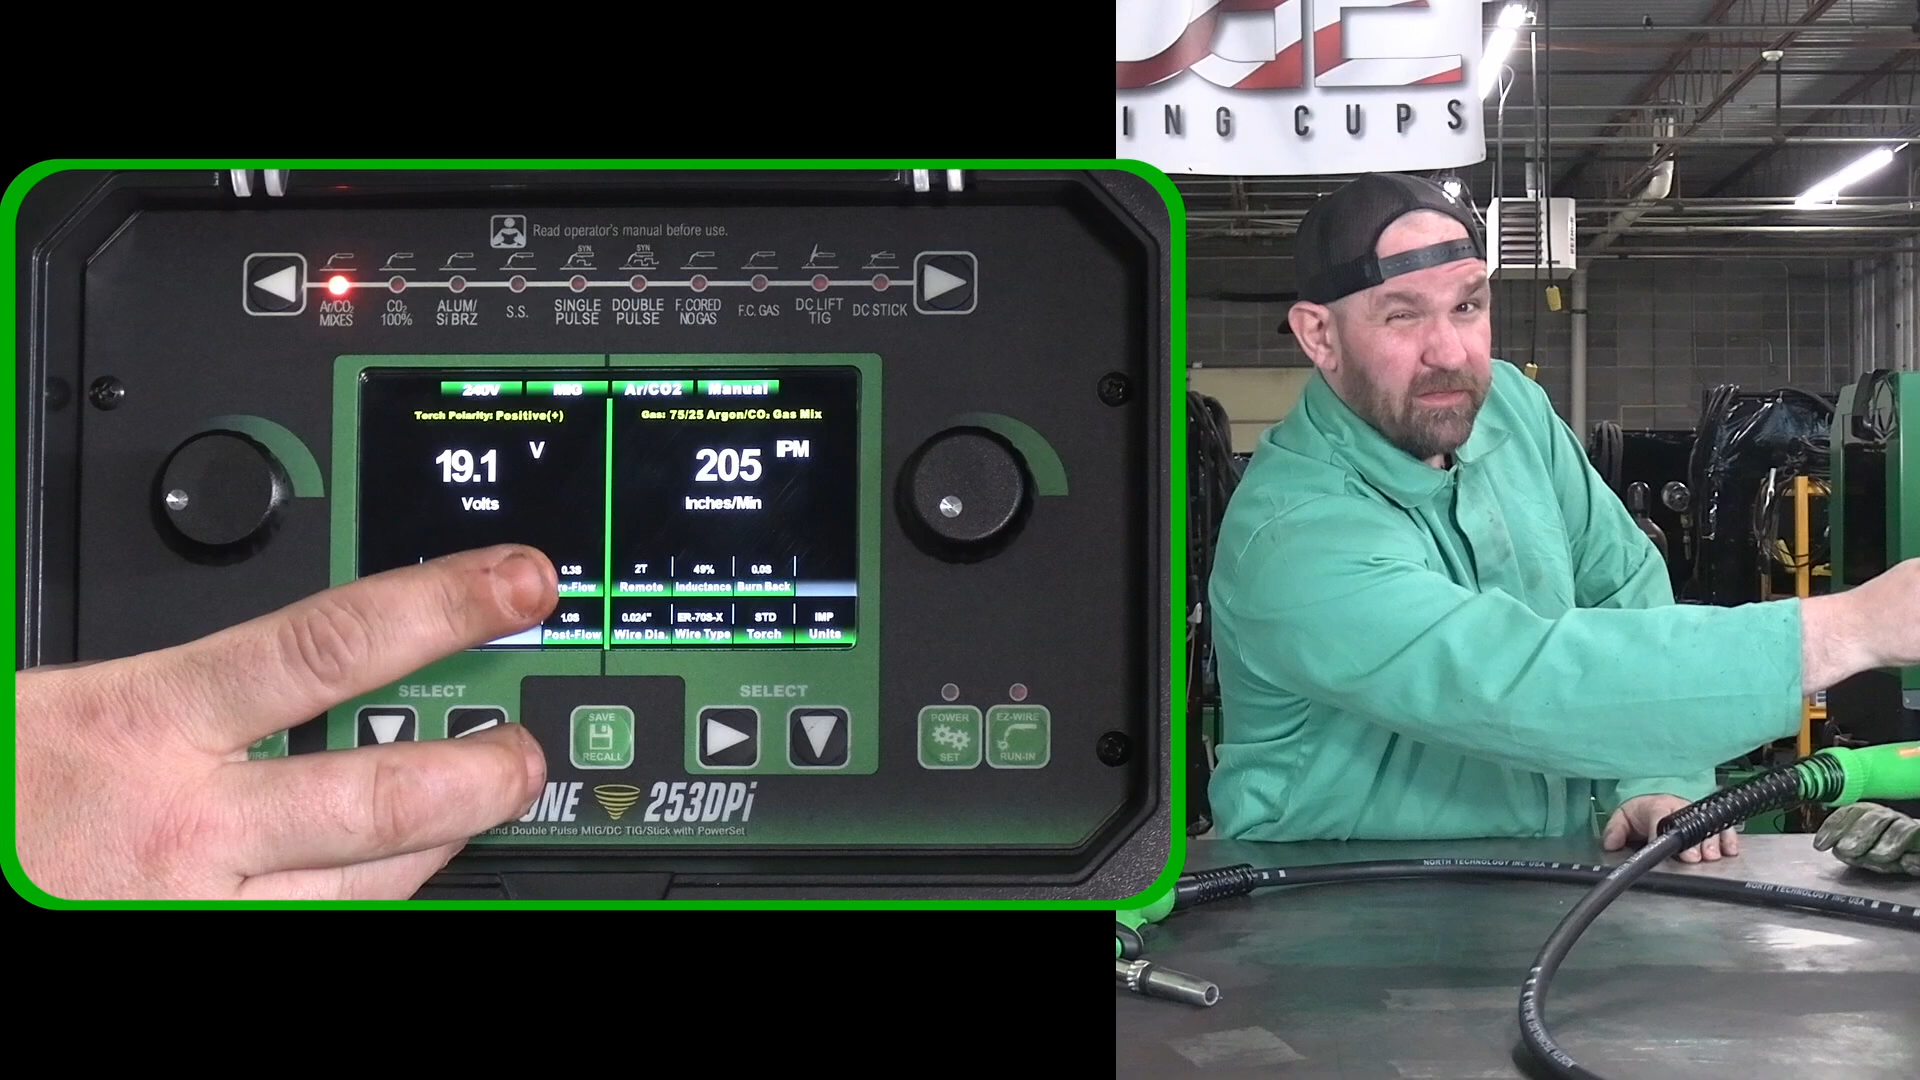 ING CUPS
Read operator's manual before use.
SYN
SYN
Ar/CO₂ MIXES
CO₂ 100%
ALUM/ Si BRZ
S.S.
SINGLE PULSE
DOUBLE PULSE
F. CORED NO GAS
F.C. GAS
DC LIFT TIG
DC STICK
240V MIG Ar/CO2 Manual
Torch Polarity: Positive(+)
Gas: 75/25 Argon/CO₂ Gas Mix
19.1 V
Volts
205 IPM
Inches/Min
0.3S 2T 49% 0.0S
re-Flow Remote Inductance Burn Back
1.0S 0.024" ER-70S-X STD IMP
Post-Flow Wire Dia. Wire Type Torch Units
SELECT
SELECT
SAVE
RECALL
POWER
SET
EZ-WIRE
RUN-IN
WIRE
ONE 253DPi
and Double Pulse MIG/DC TIG/Stick with PowerSet
NORTH TECHNOLOGY INC USA
NORTH TECHNOLOGY INC USA